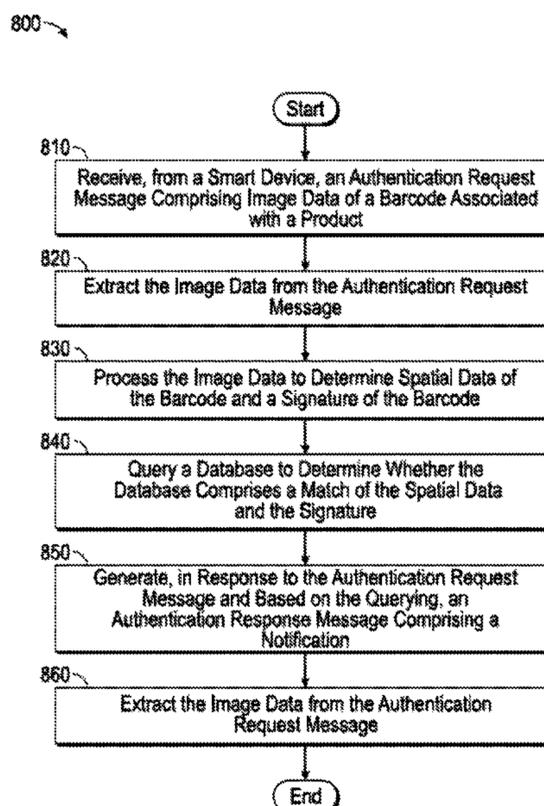 800
Start
810
Receive, from a Smart Device, an Authentication Request
Message Comprising Image Data of a Barcode Associated
with a Product
820
Extract the Image Data from the Authentication Request
Message
830
Process the Image Data to Determine Spatial Data of
the Barcode and a Signature of the Barcode
840
Query a Database to Determine Whether the
Database Comprises a Match of the Spatial Data
and the Signature
850
Generate, in Response to the Authentication Request
Message and Based on the Querying, an
Authentication Response Message Comprising a
Notification
860
Extract the Image Data from the Authentication
Request Message
End